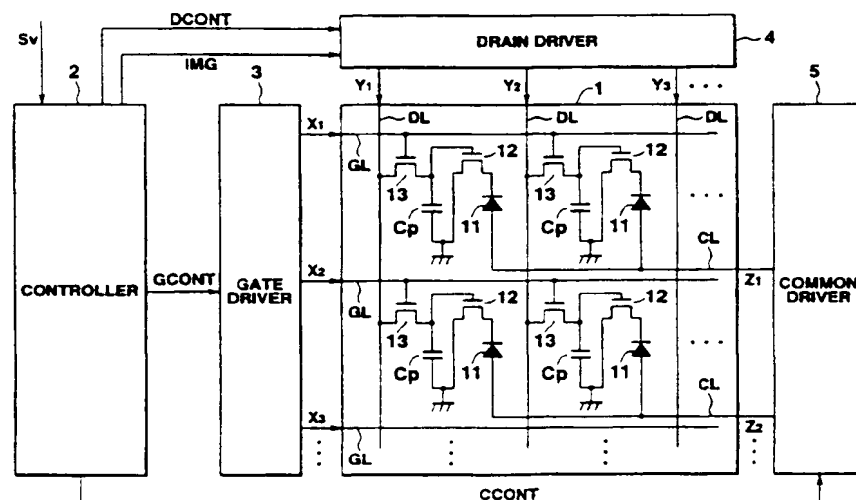 DCONT
Sv
IMG
DRAIN DRIVER
4
2
3
Y1
Y2
1
Y3
5
X1
DL
DL
DL
GL
12
12
13
13
Cp
11
Cp
11
CL
CONTROLLER
GCONT
GATE
DRIVER
X2
Z1
COMMON
DRIVER
GL
12
12
13
13
Cp
11
Cp
11
CL
X3
Z2
GL
CCONT